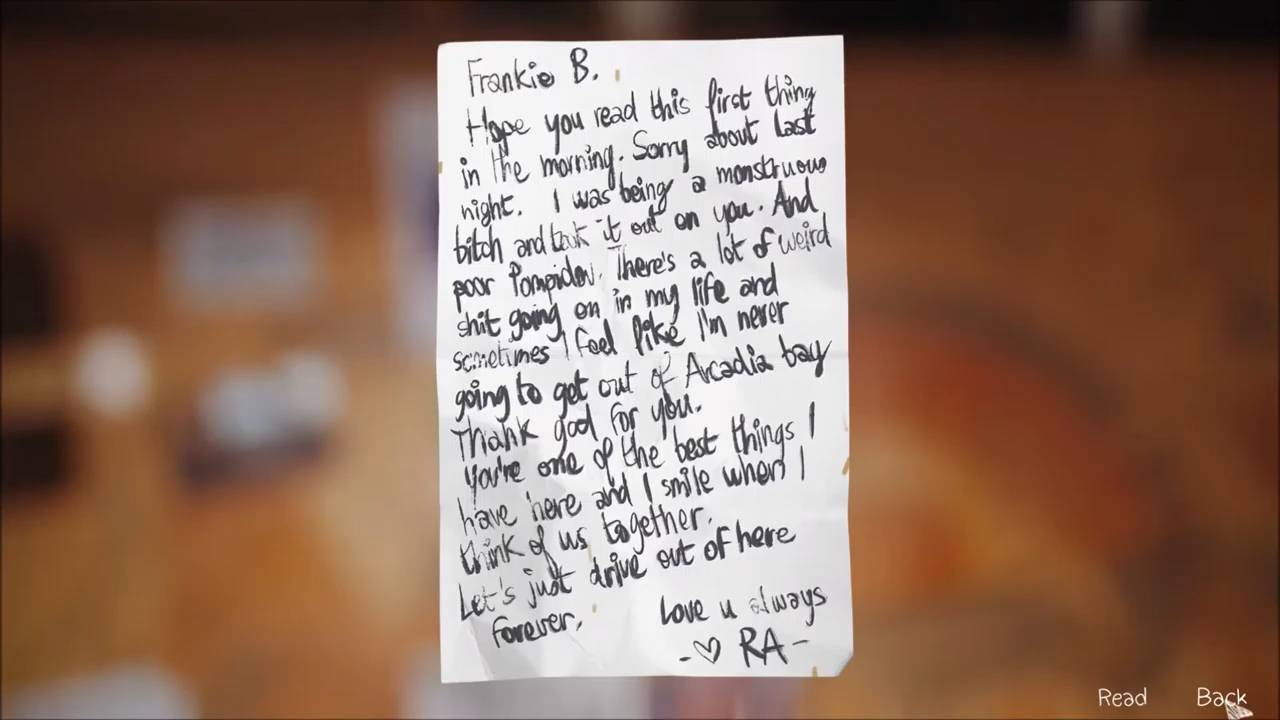 Frankie B.
Hope you read this first thing
in the morning. Sorry about last
night. I was being a monstruous
bitch and took it out on you. And
poor Pompidou. There's a lot of weird
shit going on in my life and
sometimes I feel like I'm never
going to get out of Arcadia bay
Thank god for you.
You're one of the best things I
have here and I smile when I
think of us together.
Let's just drive out of here
forever.
Love u always
-♡ RA-
Read
Back